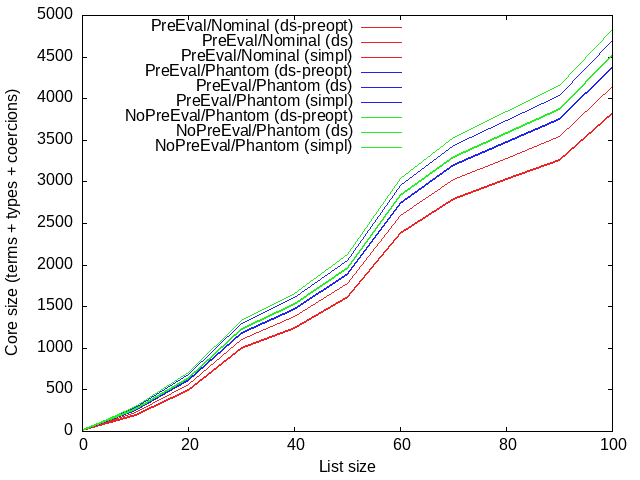 5000
4500
4000
3500
3000
2500
2000
1500
1000
500
0
Core size (terms + types + coercions)
PreEval/Nominal (ds-preopt)
PreEval/Nominal (ds)
PreEval/Nominal (simpl)
PreEval/Phantom (ds-preopt)
PreEval/Phantom (ds)
PreEval/Phantom (simpl)
NoPreEval/Phantom (ds-preopt)
NoPreEval/Phantom (ds)
NoPreEval/Phantom (simpl)
0 20 40 60 80 100
List size